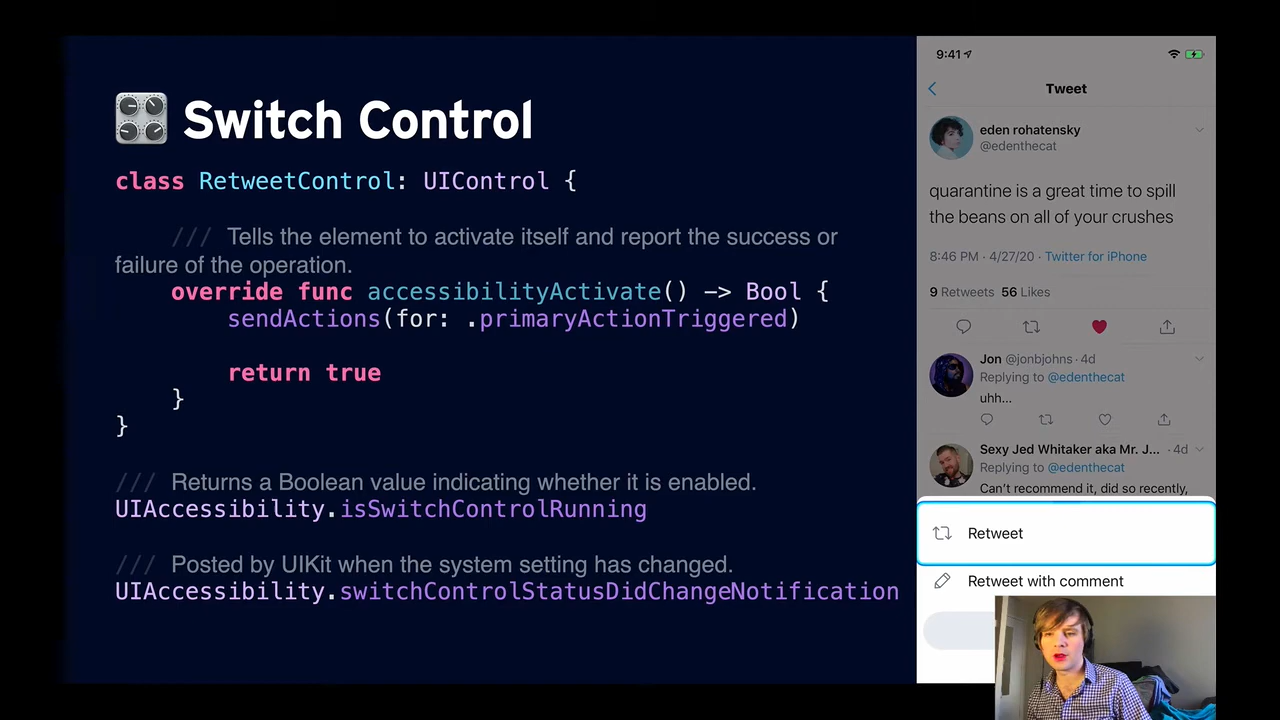 Switch Control
class RetweetControl: UIControl {
/// Tells the element to activate itself and report the success or
failure of the operation.
override func accessibilityActivate() -> Bool {
sendActions(for: .primaryActionTriggered)
return true
}
}
/// Returns a Boolean value indicating whether it is enabled.
UIAccessibility.isSwitchControlRunning
/// Posted by UIKit when the system setting has changed.
UIAccessibility.switchControlStatusDidChangeNotification
9:41
Tweet
eden rohatensky
@edenthecat
quarantine is a great time to spill
the beans on all of your crushes
8:46 PM · 4/27/20 · Twitter for iPhone
9 Retweets 56 Likes
Jon @jonbjohns · 4d
Replying to @edenthecat
uhh...
Sexy Jed Whitaker aka Mr. J... · 4d
Replying to @edenthecat
Can't recommend it, did so recently,
Retweet
Retweet with comment